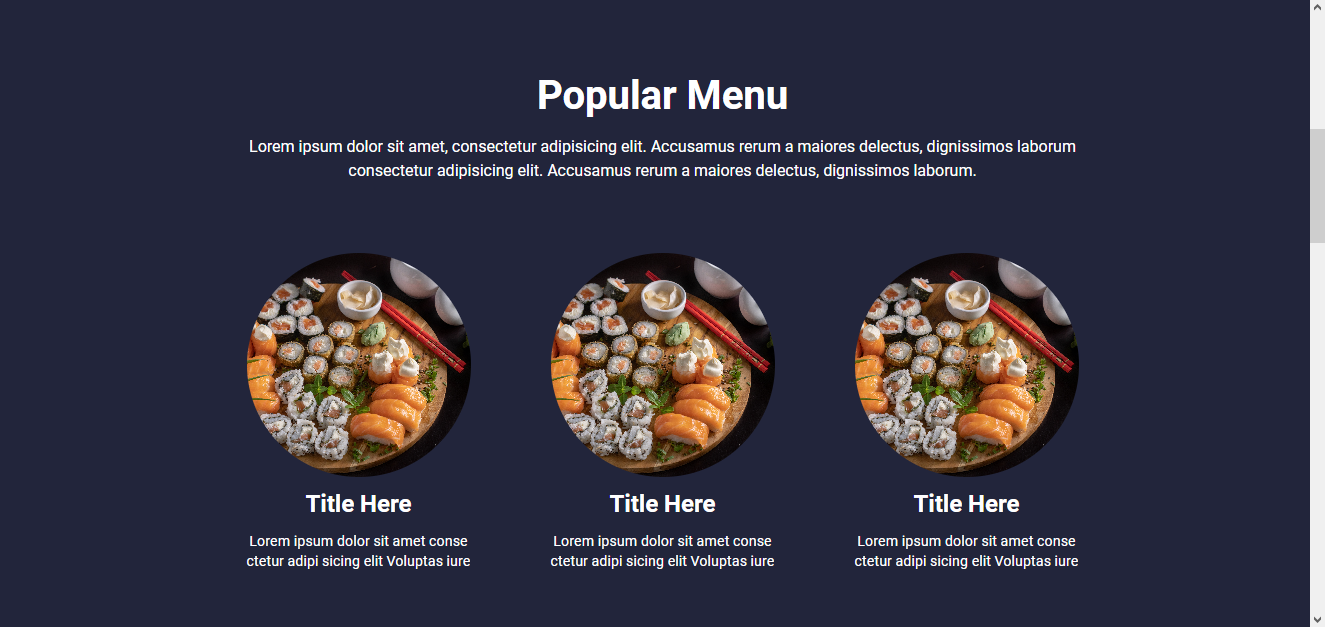 Popular Menu
Lorem ipsum dolor sit amet, consectetur adipisicing elit. Accusamus rerum a maiores delectus, dignissimos laborum
consectetur adipisicing elit. Accusamus rerum a maiores delectus, dignissimos laborum.
Title Here
Lorem ipsum dolor sit amet conse
ctetur adipi sicing elit Voluptas iure
Title Here
Lorem ipsum dolor sit amet conse
ctetur adipi sicing elit Voluptas iure
Title Here
Lorem ipsum dolor sit amet conse
ctetur adipi sicing elit Voluptas iure